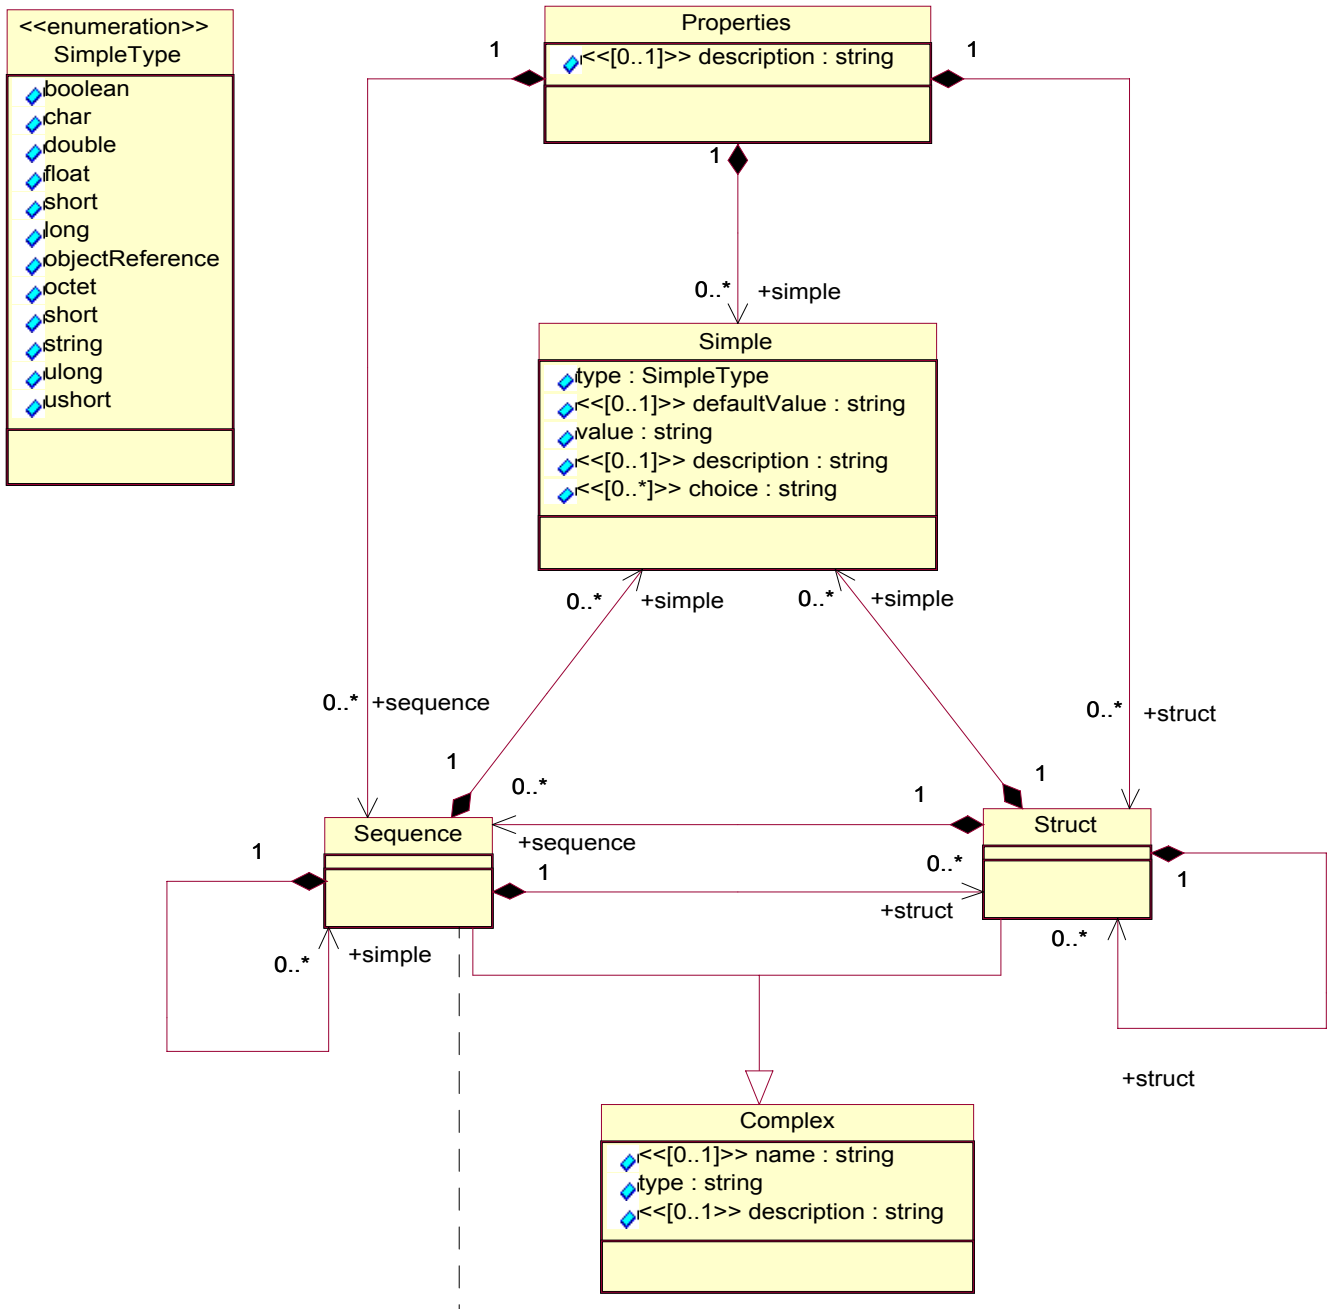 <<enumeration>>
SimpleType
boolean
char
double
float
short
long
objectReference
octet
short
string
ulong
ushort
Properties
<<[0..1]>> description : string
1
1
1
0..* +simple
Simple
type : SimpleType
<<[0..1]>> defaultValue : string
value : string
<<[0..1]>> description : string
<<[0..*]>> choice : string
0..* +simple
0..* +simple
0..* +sequence
0..* +struct
1
1
0..*
1
Sequence
Struct
+sequence
1
1
0..*
1
+struct
0..* +simple
0..*
+struct
Complex
<<[0..1]>> name : string
type : string
<<[0..1>> description : string